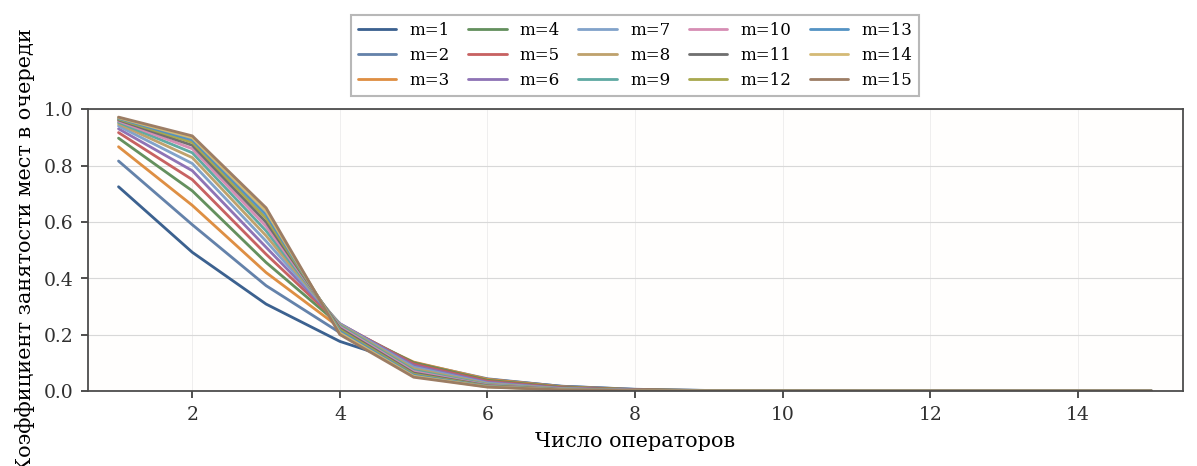 m=1 m=4 m=7 m=10 m=13
m=2 m=5 m=8 m=11 m=14
m=3 m=6 m=9 m=12 m=15
Коэффициент занятости мест в очереди
1.0
0.8
0.6
0.4
0.2
0.0
2 4 6 8 10 12 14
Число операторов